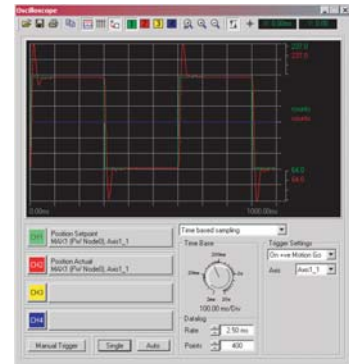 Oscilloscope
237.0
237.0
counts
counts
64.0
64.0
0.00ms
1000.00ms
CH1
Position Setpoint
Axis1_1
CH2
Position Actual
Axis1_1
CH3
CH4
Manual Trigger
Single
Auto
Time based sampling
Time Base
100.00 ms/Div
Datalog
Rate
2.50 ms
Points
400
Trigger Settings
On +ve Motion Go
Axis
Axis1_1